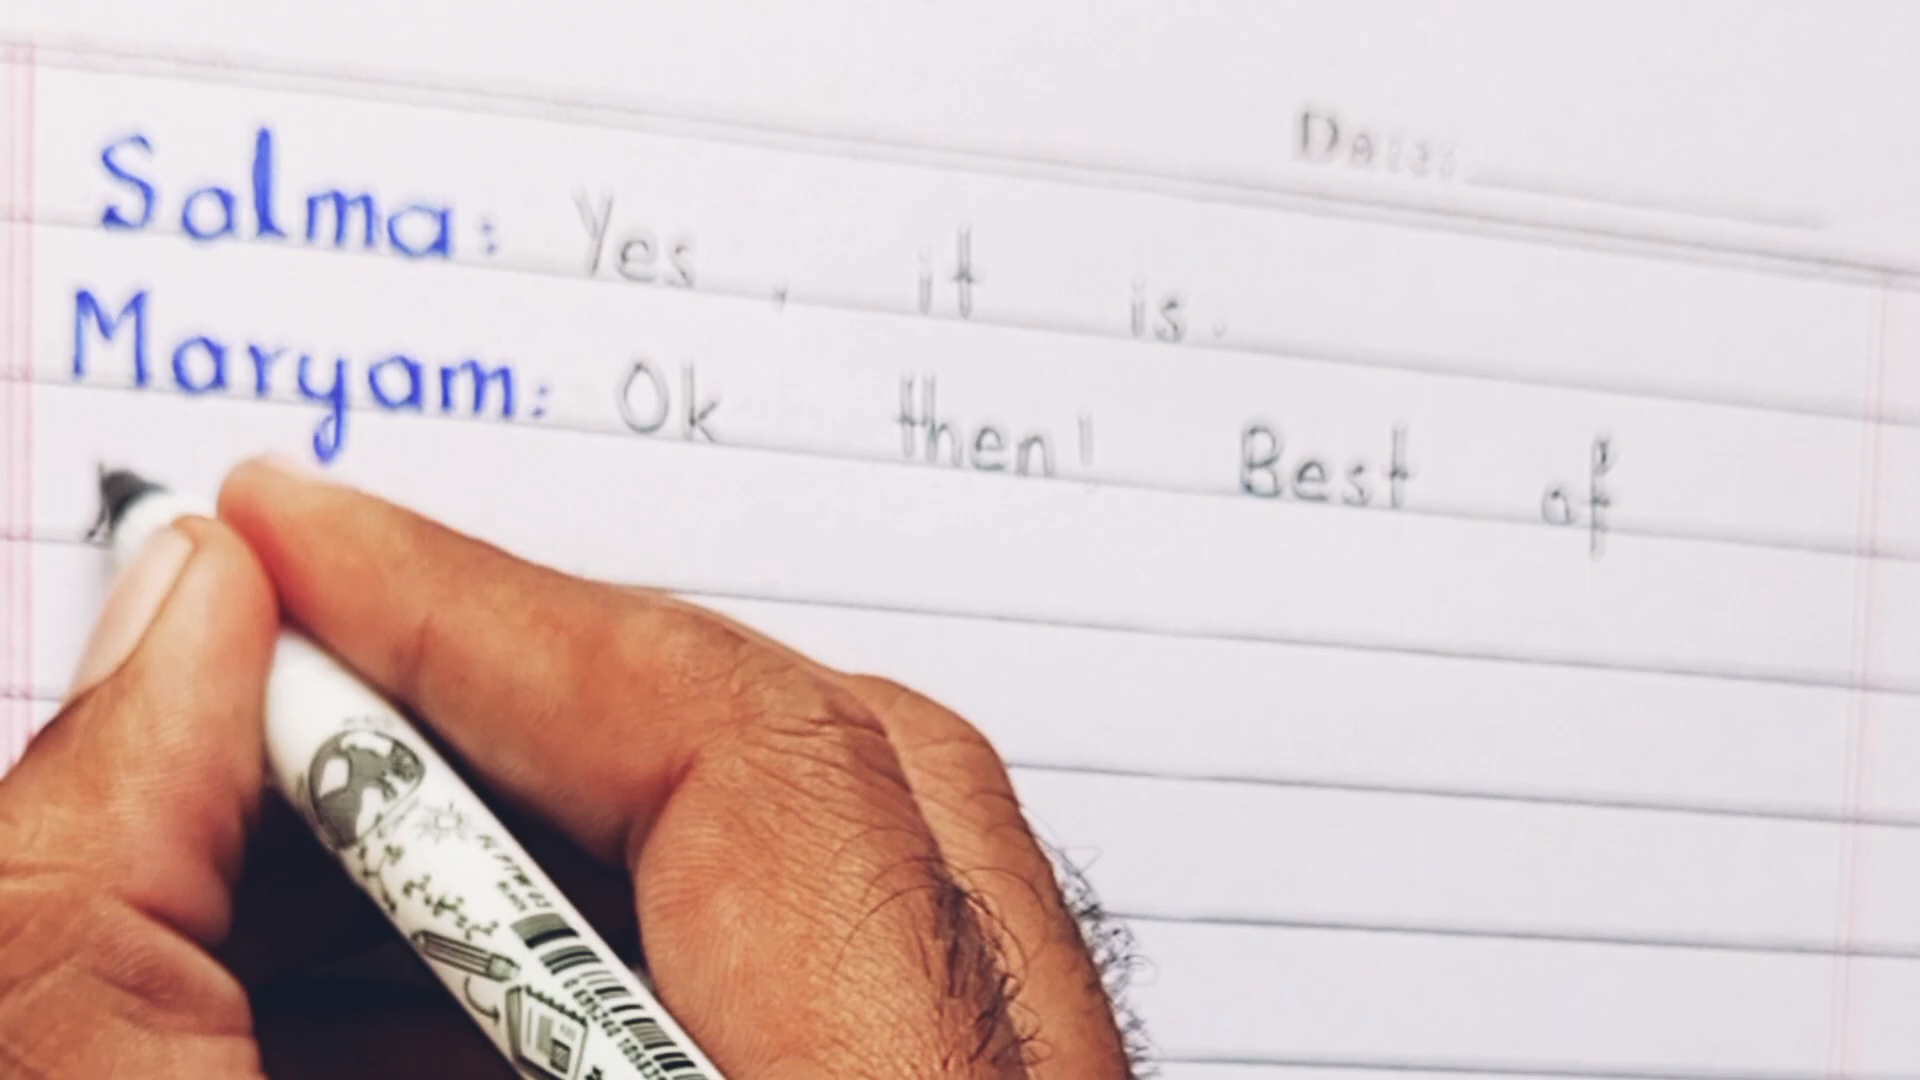 Date:
Salma: Yes, it is.
Maryam: Ok then! Best of